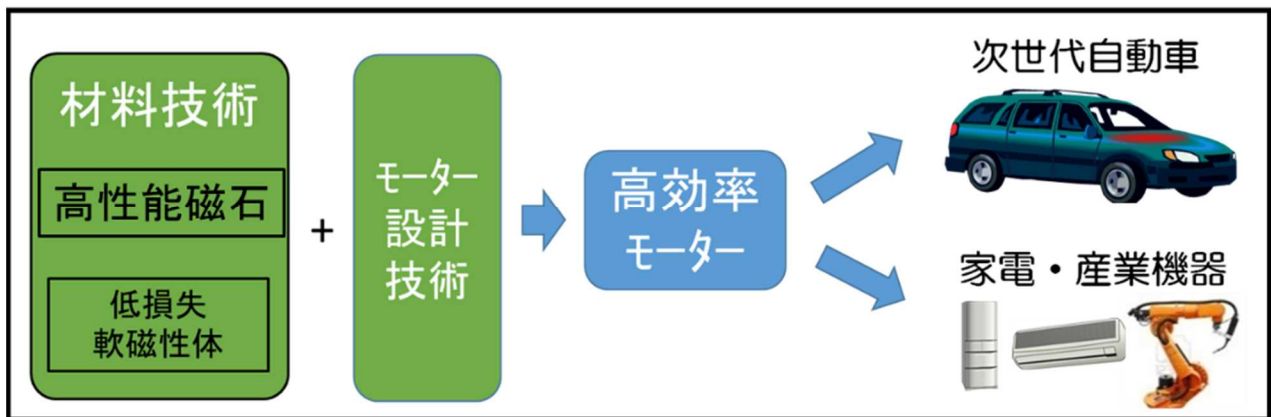 材料技術
高性能磁石
低損失
軟磁性体
+
モーター
設計
技術
高効率
モーター
次世代自動車
家電・産業機器